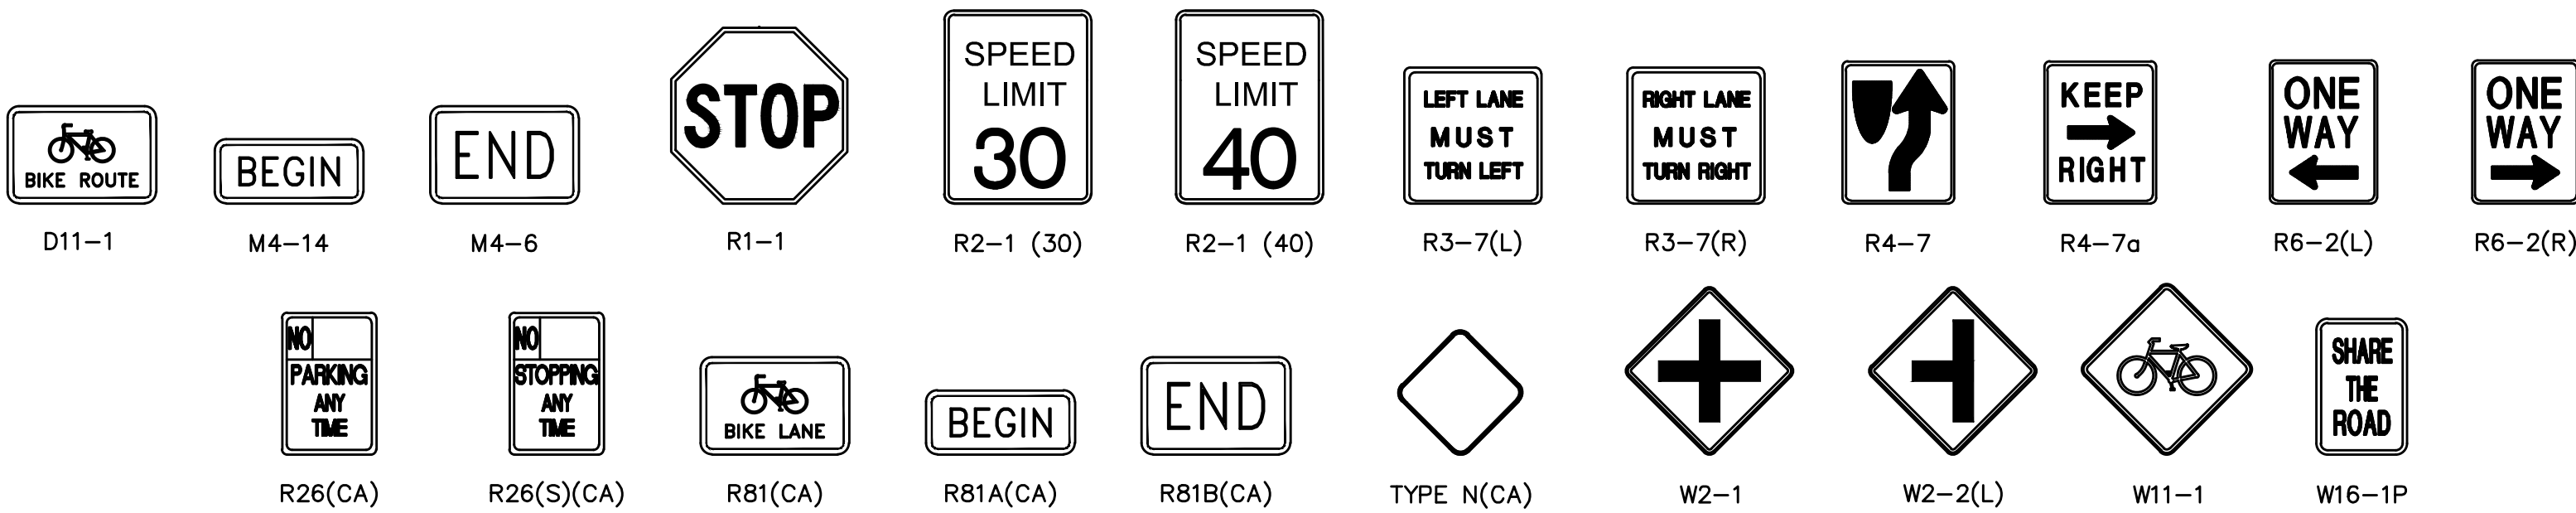 BIKE ROUTE
D11-1
BEGIN
M4-14
END
M4-6
STOP
R1-1
SPEED
LIMIT
30
R2-1 (30)
SPEED
LIMIT
40
R2-1 (40)
LEFT LANE
MUST
TURN LEFT
R3-7(L)
RIGHT LANE
MUST
TURN RIGHT
R3-7(R)
R4-7
KEEP
RIGHT
R4-7a
ONE
WAY
R6-2(L)
ONE
WAY
R6-2(R)
NO
PARKING
ANY
TIME
R26(CA)
NO
STOPPING
ANY
TIME
R26(S)(CA)
BIKE LANE
R81(CA)
BEGIN
R81A(CA)
END
R81B(CA)
TYPE N(CA)
W2-1
W2-2(L)
W11-1
SHARE
THE
ROAD
W16-1P